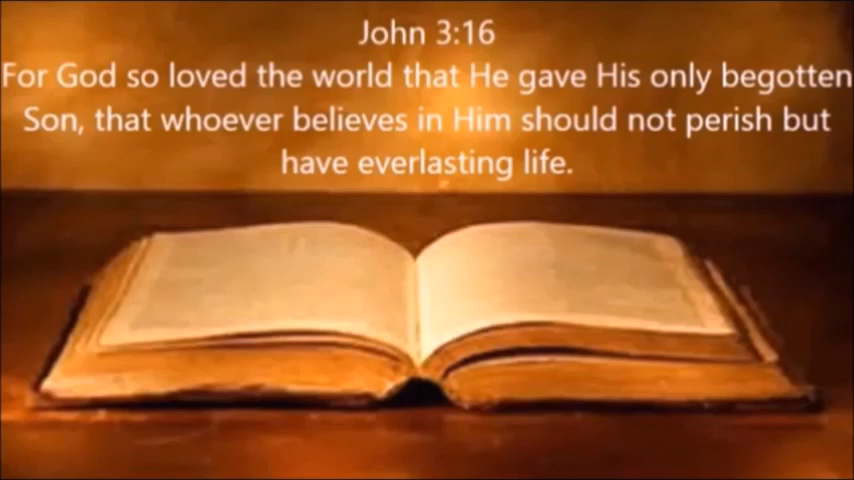 John 3:16
For God so loved the world that He gave His only begotten
Son, that whoever believes in Him should not perish but
have everlasting life.